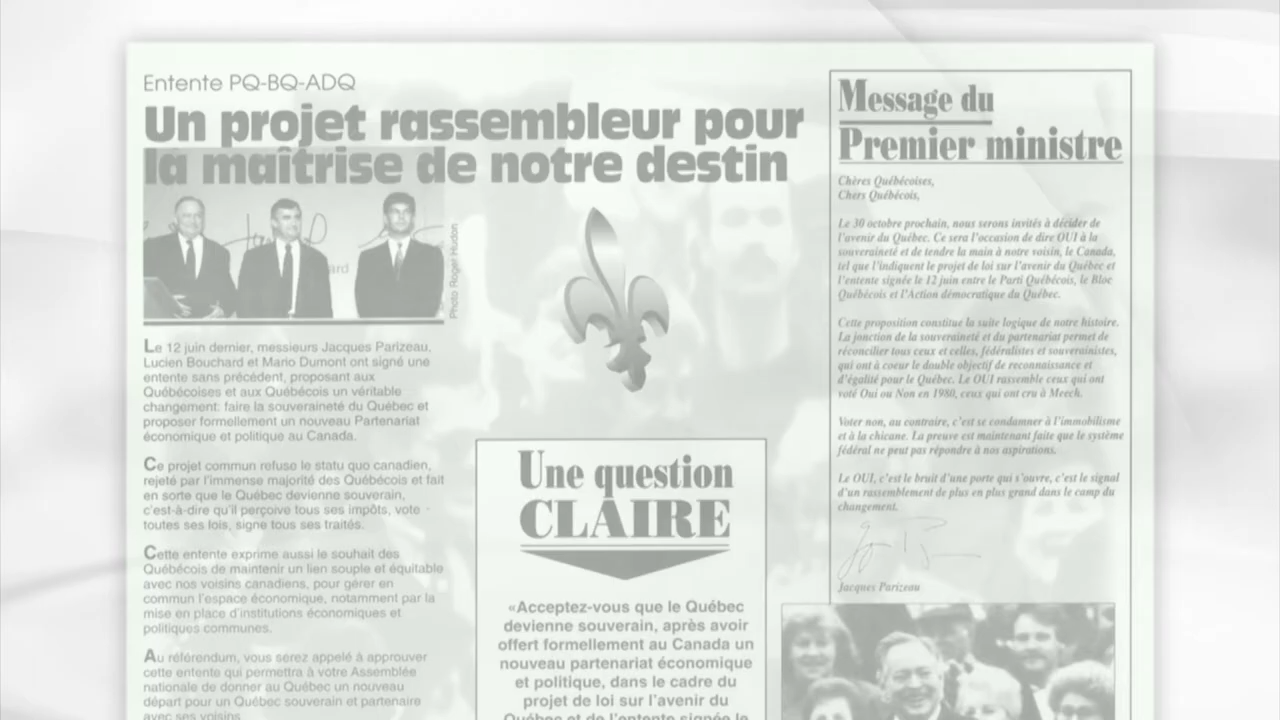 Entente PQ-BQ-ADQ
Un projet rassembleur pour
la maîtrise de notre destin
ard
Photo Roger Hudon
Le 12 juin dernier, messieurs Jacques Parizeau,
Lucien Bouchard et Mario Dumont ont signé une
entente sans précédent, proposant aux
Québécoises et aux Québécois un véritable
changement: faire la souveraineté du Québec et
proposer formellement un nouveau Partenariat
économique et politique au Canada.
Ce projet commun refuse le statu quo canadien,
rejeté par l'immense majorité des Québécois et fait
en sorte que le Québec devienne souverain,
c'est-à-dire qu'il perçoive tous ses impôts, vote
toutes ses lois, signe tous ses traités.
Cette entente exprime aussi le souhait des
Québécois de maintenir un lien souple et équitable
avec nos voisins canadiens, pour gérer en
commun l'espace économique, notamment par la
mise en place d'institutions économiques et
politiques communes.
Au référendum, vous serez appelé à approuver
cette entente qui permettra à votre Assemblée
nationale de donner au Québec un nouveau
départ pour un Québec souverain et partenaire
avec ses voisins.
Une question
CLAIRE
«Acceptez-vous que le Québec
devienne souverain, après avoir
offert formellement au Canada un
nouveau partenariat économique
et politique, dans le cadre du
projet de loi sur l'avenir du
Québec et de l'entente signée le
Message du
Premier ministre
Chères Québécoises,
Chers Québécois,
Le 30 octobre prochain, nous serons invités à décider de
l'avenir du Québec. Ce sera l'occasion de dire OUI à la
souveraineté et de tendre la main à notre voisin, le Canada,
tel que l'indiquent le projet de loi sur l'avenir du Québec et
l'entente signée le 12 juin entre le Parti Québécois, le Bloc
Québécois et l'Action démocratique du Québec.
Cette proposition constitue la suite logique de notre histoire.
La jonction de la souveraineté et du partenariat permet de
réconcilier tous ceux et celles, fédéralistes et souverainistes,
qui ont à coeur le double objectif de reconnaissance et
d'égalité pour le Québec. Le OUI rassemble ceux qui ont
voté Oui ou Non en 1980, ceux qui ont cru à Meech.
Voter non, au contraire, c'est se condamner à l'immobilisme
et à la chicane. La preuve est maintenant faite que le système
fédéral ne peut pas répondre à nos aspirations.
Le OUI, c'est le bruit d'une porte qui s'ouvre, c'est le signal
d'un rassemblement de plus en plus grand dans le camp du
changement.
Jacques Parizeau